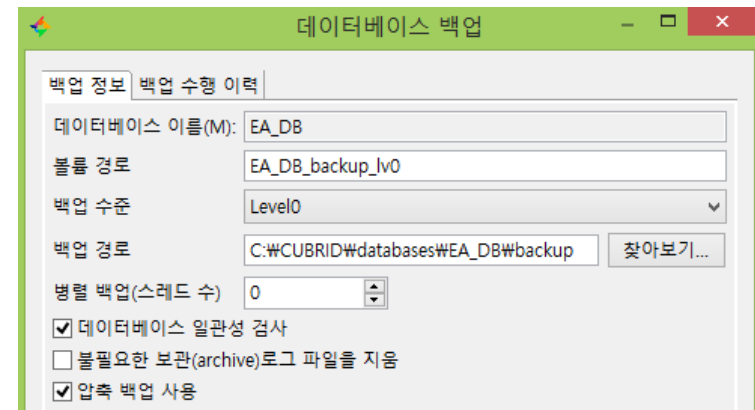 데이터베이스 백업
백업 정보 백업 수행 이력
데이터베이스 이름(M): EA_DB
볼륨 경로 EA_DB_backup_lv0
백업 수준 Level0
백업 경로 C:₩CUBRID₩databases₩EA_DB₩backup 찾아보기...
병렬 백업(스레드 수) 0
데이터베이스 일관성 검사
불필요한 보관(archive)로그 파일을 지움
압축 백업 사용